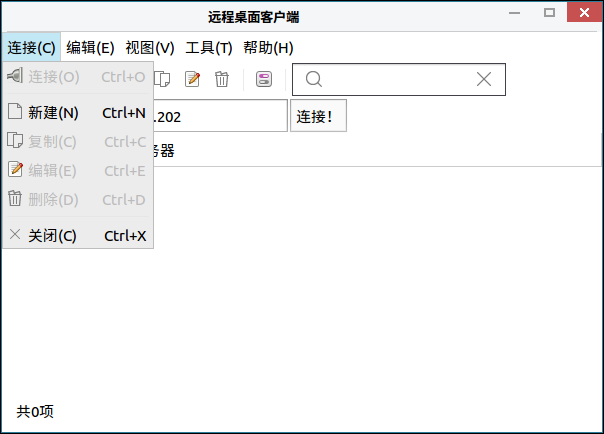 远程桌面客户端
连接(C) 编辑(E) 视图(V) 工具(T) 帮助(H)
连接(O) Ctrl+O
新建(N) Ctrl+N
.202 连接!
复制(C) Ctrl+C
务器
编辑(E) Ctrl+E
删除(D) Ctrl+D
关闭(C) Ctrl+X
共0项